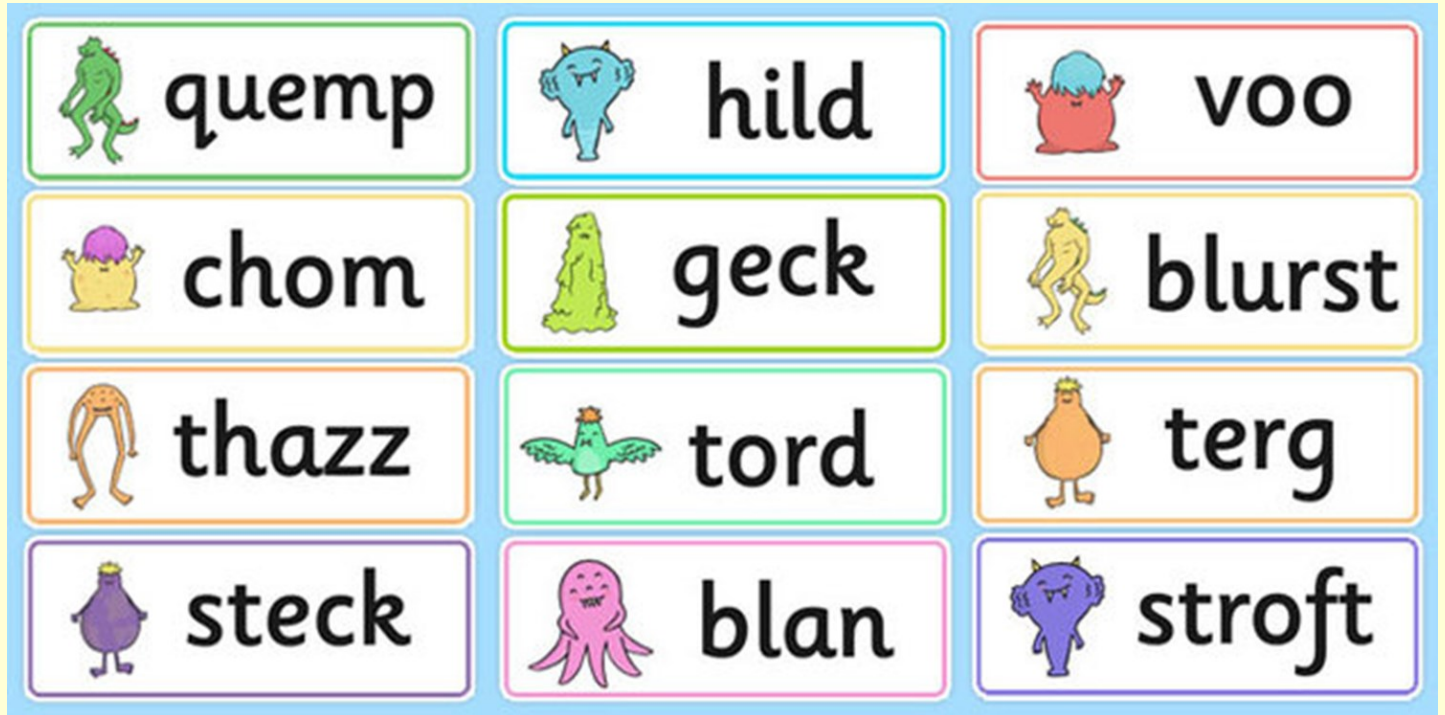 quemp
hild
voo
chom
geck
blurst
thazz
tord
terg
steck
blan
stroft